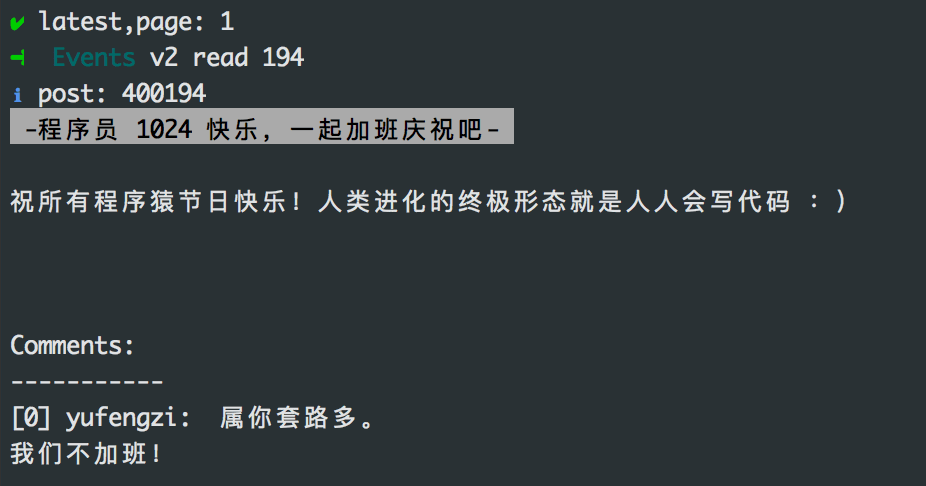 ✔ latest,page: 1
⫤ Events v2 read 194
ℹ post: 400194
-程序员 1024 快乐，一起加班庆祝吧-
祝所有程序猿节日快乐！人类进化的终极形态就是人人会写代码 ：)
Comments:
-----------
[0] yufengzi: 属你套路多。
我们不加班！